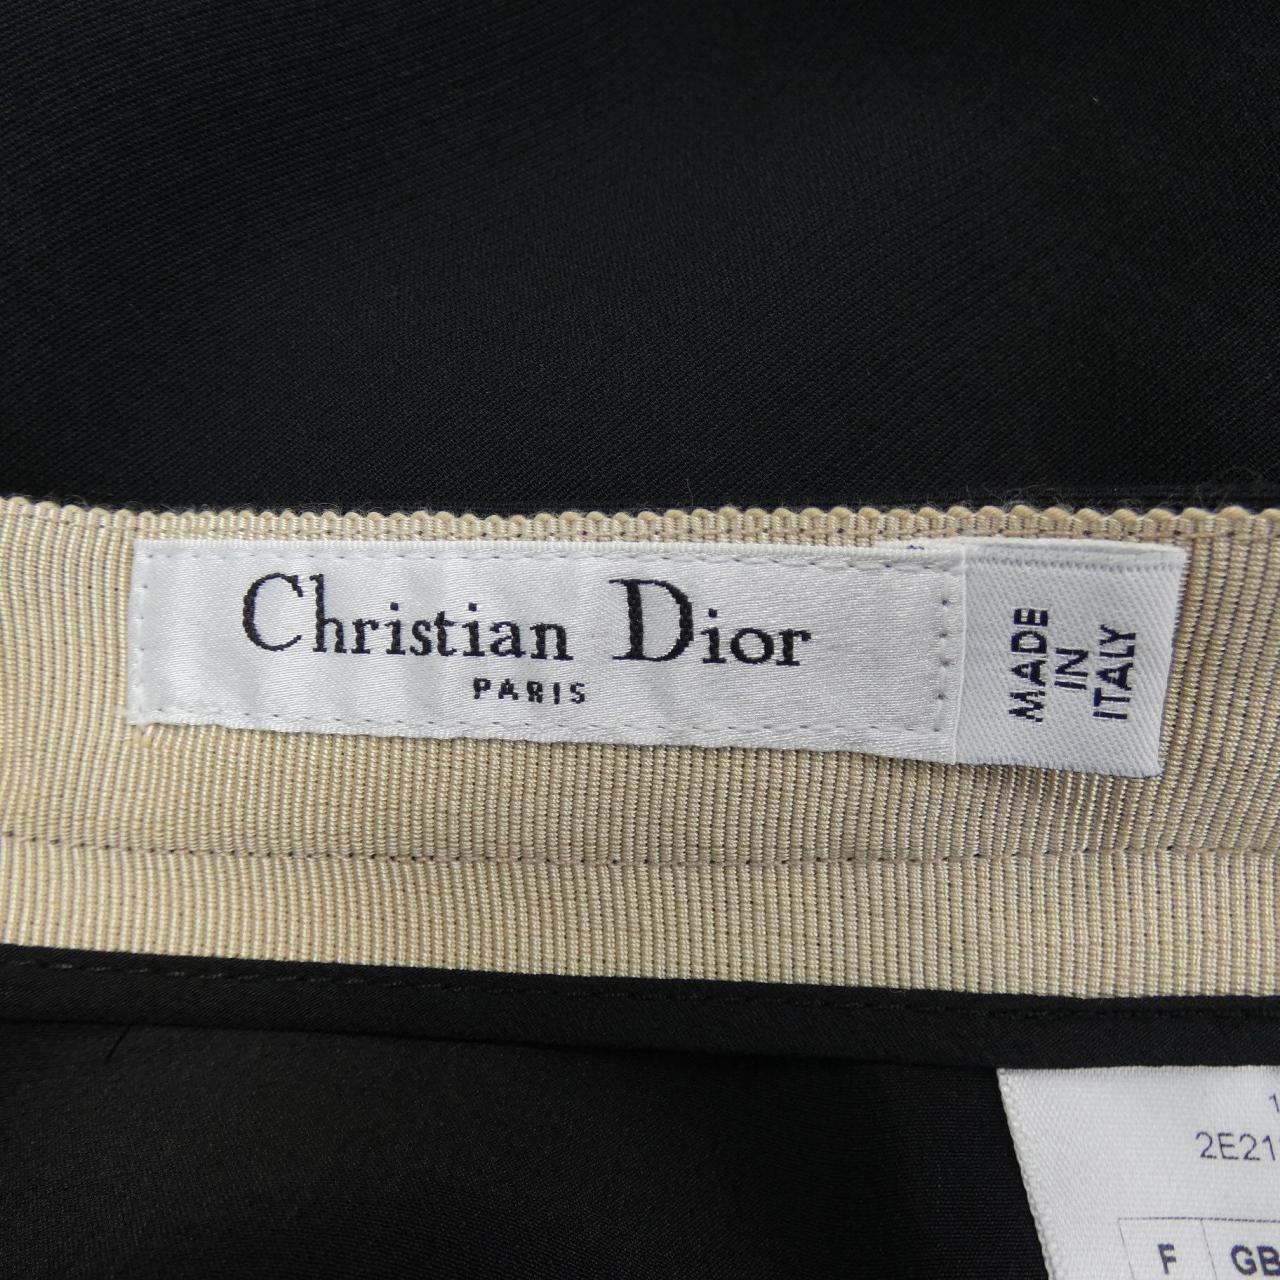 Christian Dior
PARIS
MADE
IN
ITALY
2E21
F GB